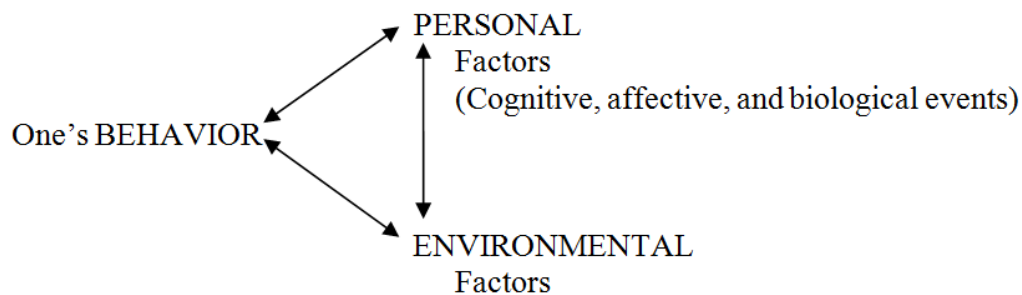 PERSONAL
Factors
(Cognitive, affective, and biological events)
One’s BEHAVIOR
ENVIRONMENTAL
Factors